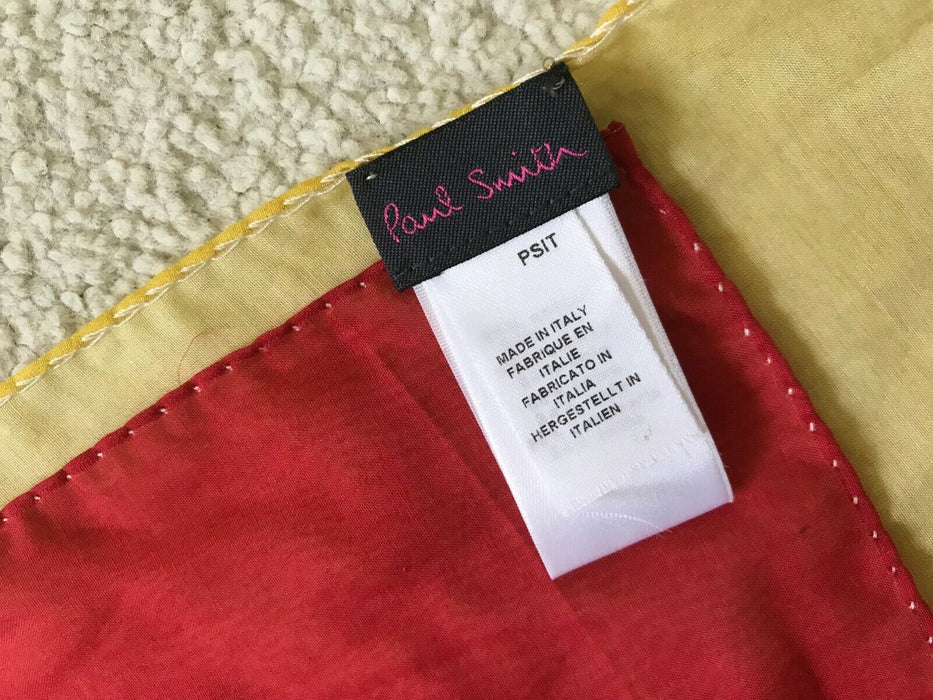 Paul Smith
PSIT
MADE IN ITALY
FABRIQUE EN
ITALIE
FABRICATO IN
ITALIA
HERGESTELLT IN
ITALIEN